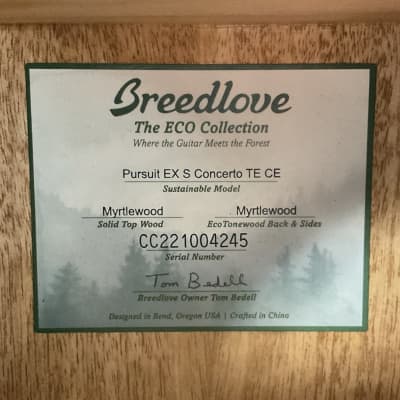 Breedlove
The ECO Collection
Where the Guitar Meets the Forest
Pursuit EX S Concerto TE CE
Sustainable Model
Myrtlewood Myrtlewood
Solid Top Wood EcoTonewood Back & Sides
CC221004245
Serial Number
Tom Bedell
Breedlove Owner Tom Bedell
Designed in Bend, Oregon USA | Crafted in China